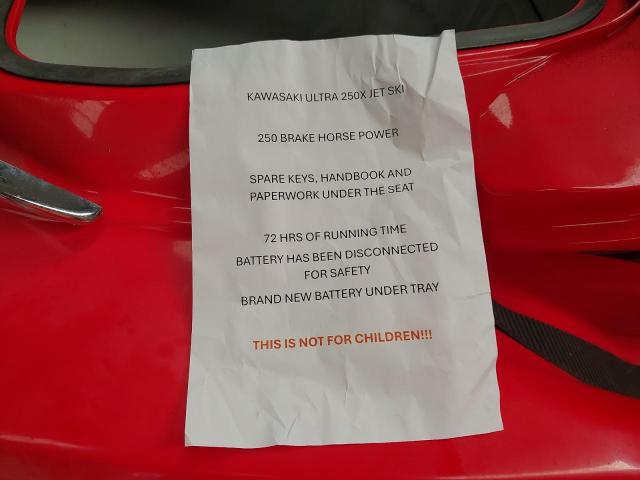 KAWASAKI ULTRA 250X JET SKI
250 BRAKE HORSE POWER
SPARE KEYS, HANDBOOK AND
PAPERWORK UNDER THE SEAT
72 HRS OF RUNNING TIME
BATTERY HAS BEEN DISCONNECTED
FOR SAFETY
BRAND NEW BATTERY UNDER TRAY
THIS IS NOT FOR CHILDREN!!!